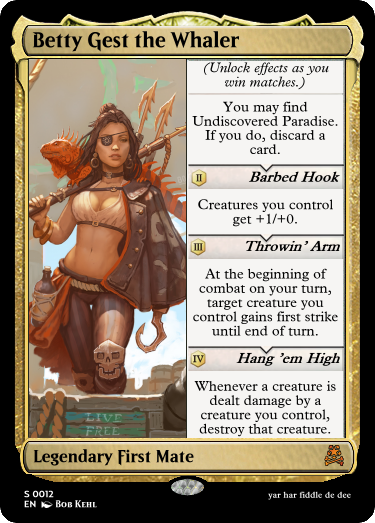 Betty Gest the Whaler
(Unlock effects as you
win matches.)
You may find
Undiscovered Paradise.
If you do, discard a
card.
II
Barbed Hook
Creatures you control
get +1/+0.
III
Throwin' Arm
At the beginning of
combat on your turn,
target creature you
control gains first strike
until end of turn.
IV
Hang 'em High
Whenever a creature is
dealt damage by a
creature you control,
destroy that creature.
LIVE
FREE
Legendary First Mate
S 0012
EN Bob Kehl
yar har fiddle de dee